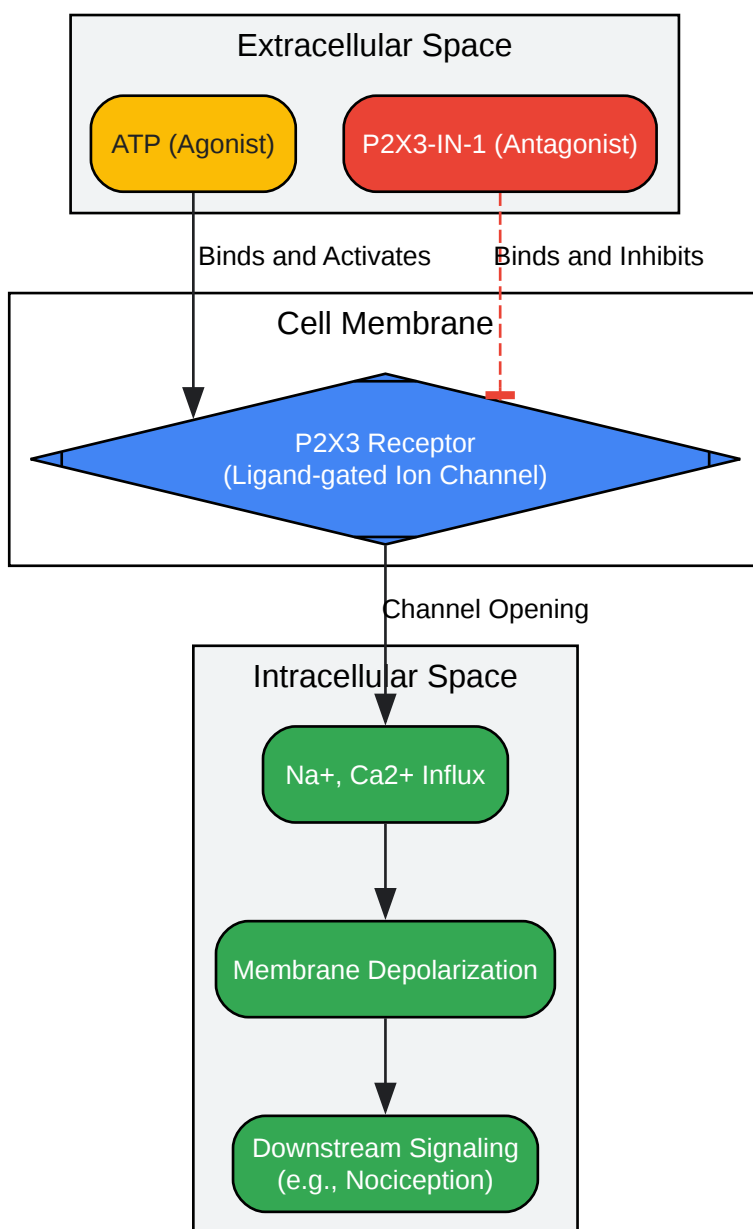 Extracellular Space
ATP (Agonist)
P2X3-IN-1 (Antagonist)
Binds and Activates
Binds and Inhibits
Cell Membrane
P2X3 Receptor
(Ligand-gated Ion Channel)
Channel Opening
Intracellular Space
Na+, Ca2+ Influx
Membrane Depolarization
Downstream Signaling
(e.g., Nociception)